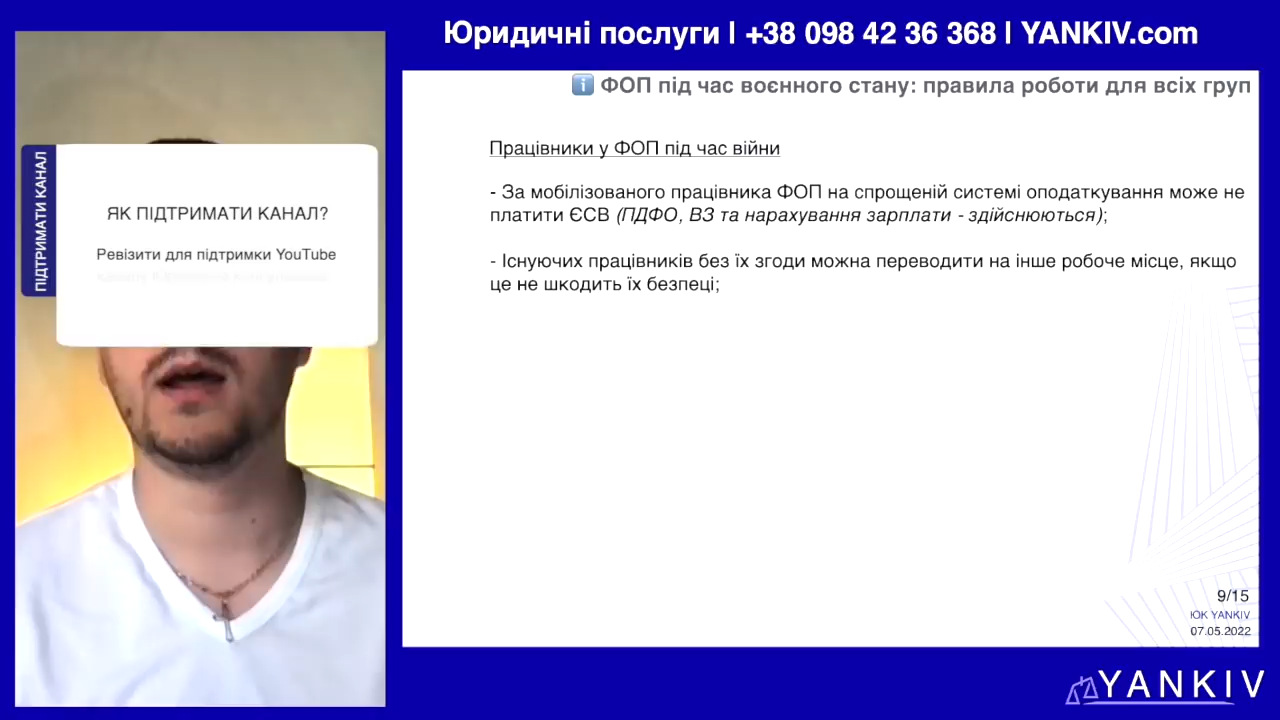 Юридичні послуги | +38 098 42 36 368 | YANKIV.com
ФОП під час воєнного стану: правила роботи для всіх груп
ПІДТРИМАТИ КАНАЛ
ЯК ПІДТРИМАТИ КАНАЛ?
Ревізити для підтримки YouTube
Працівники у ФОП під час війни
- За мобілізованого працівника ФОП на спрощеній системі оподаткування може не
платити ЄСВ (ПДФО, ВЗ та нарахування зарплати - здійснюються);
- Існуючих працівників без їх згоди можна переводити на інше робоче місце, якщо
це не шкодить їх безпеці;
9/15
ЮК YANKIV
07.05.2022
YANKIV